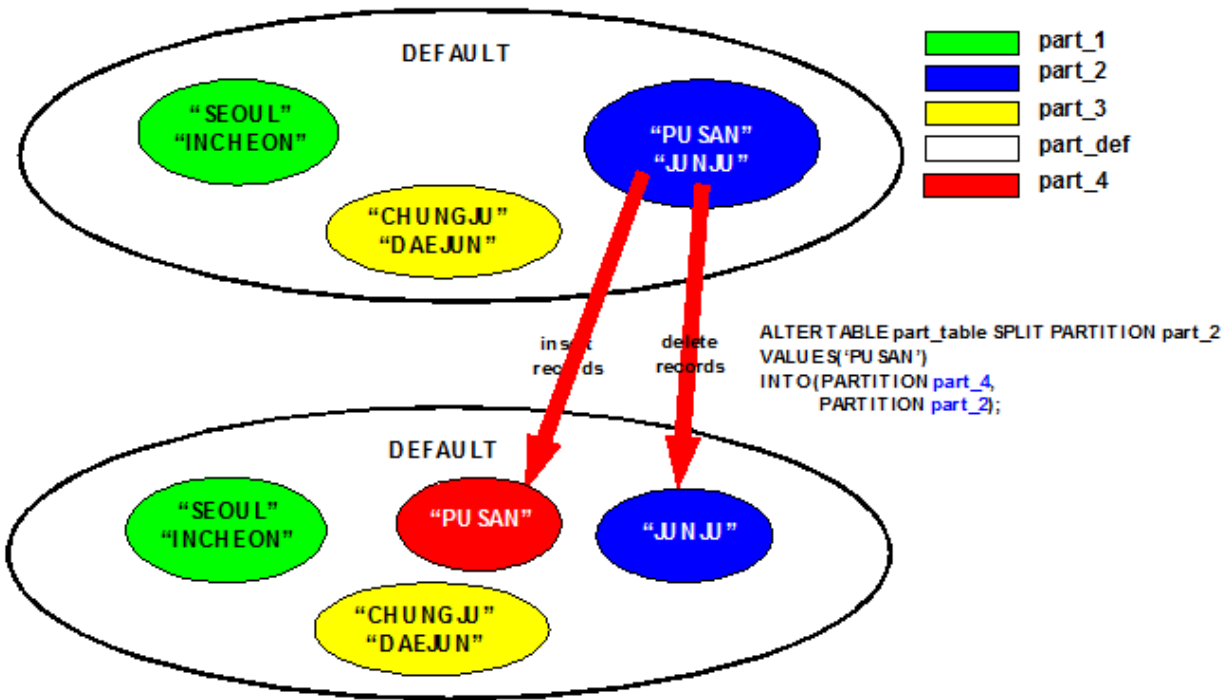 DEFAULT
“SEOUL”
“INCHEON”
“PUSAN”
“JUNJU”
“CHUNGJU”
“DAEJUN”
part_1
part_2
part_3
part_def
part_4
insert
records
delete
records
ALTER TABLE part_table SPLIT PARTITION part_2
VALUES(‘PUSAN’)
INTO(PARTITION part_4,
PARTITION part_2);
DEFAULT
“SEOUL”
“INCHEON”
“PUSAN”
“JUNJU”
“CHUNGJU”
“DAEJUN”